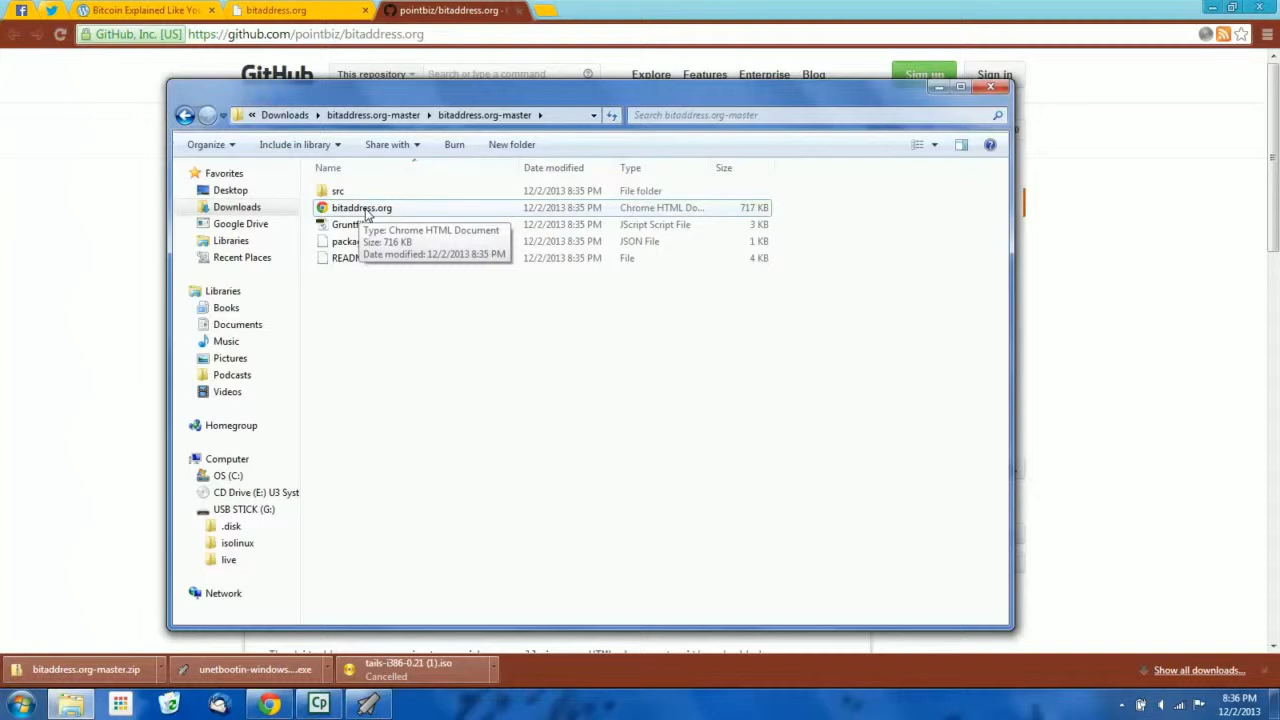 Bitcoin Explained Like Yo
bitaddress.org
pointbiz/bitaddress.org -
GitHub, Inc. [US] https://github.com/pointbiz/bitaddress.org
GitHub This repository Search or type a command Explore Features Enterprise Blog Sign up Sign in
« Downloads bitaddress.org-master bitaddress.org-master Search bitaddress.org-master
Organize Include in library Share with Burn New folder
Name Date modified Type Size
src 12/2/2013 8:35 PM File folder
bitaddress.org 12/2/2013 8:35 PM Chrome HTML Do... 717 KB
Gruntf 12/2/2013 8:35 PM JScript Script File 3 KB
packa 12/2/2013 8:35 PM JSON File 1 KB
READM 12/2/2013 8:35 PM File 4 KB
Type: Chrome HTML Document
Size: 716 KB
Date modified: 12/2/2013 8:35 PM
Favorites
Desktop
Downloads
Google Drive
Libraries
Recent Places
Libraries
Books
Documents
Music
Pictures
Podcasts
Videos
Homegroup
Computer
OS (C:)
CD Drive (E:) U3 Syst
USB STICK (G:)
.disk
isolinux
live
Network
bitaddress.org-master.zip
unetbootin-windows....exe
tails-i386-0.21 (1).iso
Cancelled
Show all downloads...
Cp
8:36 PM
12/2/2013